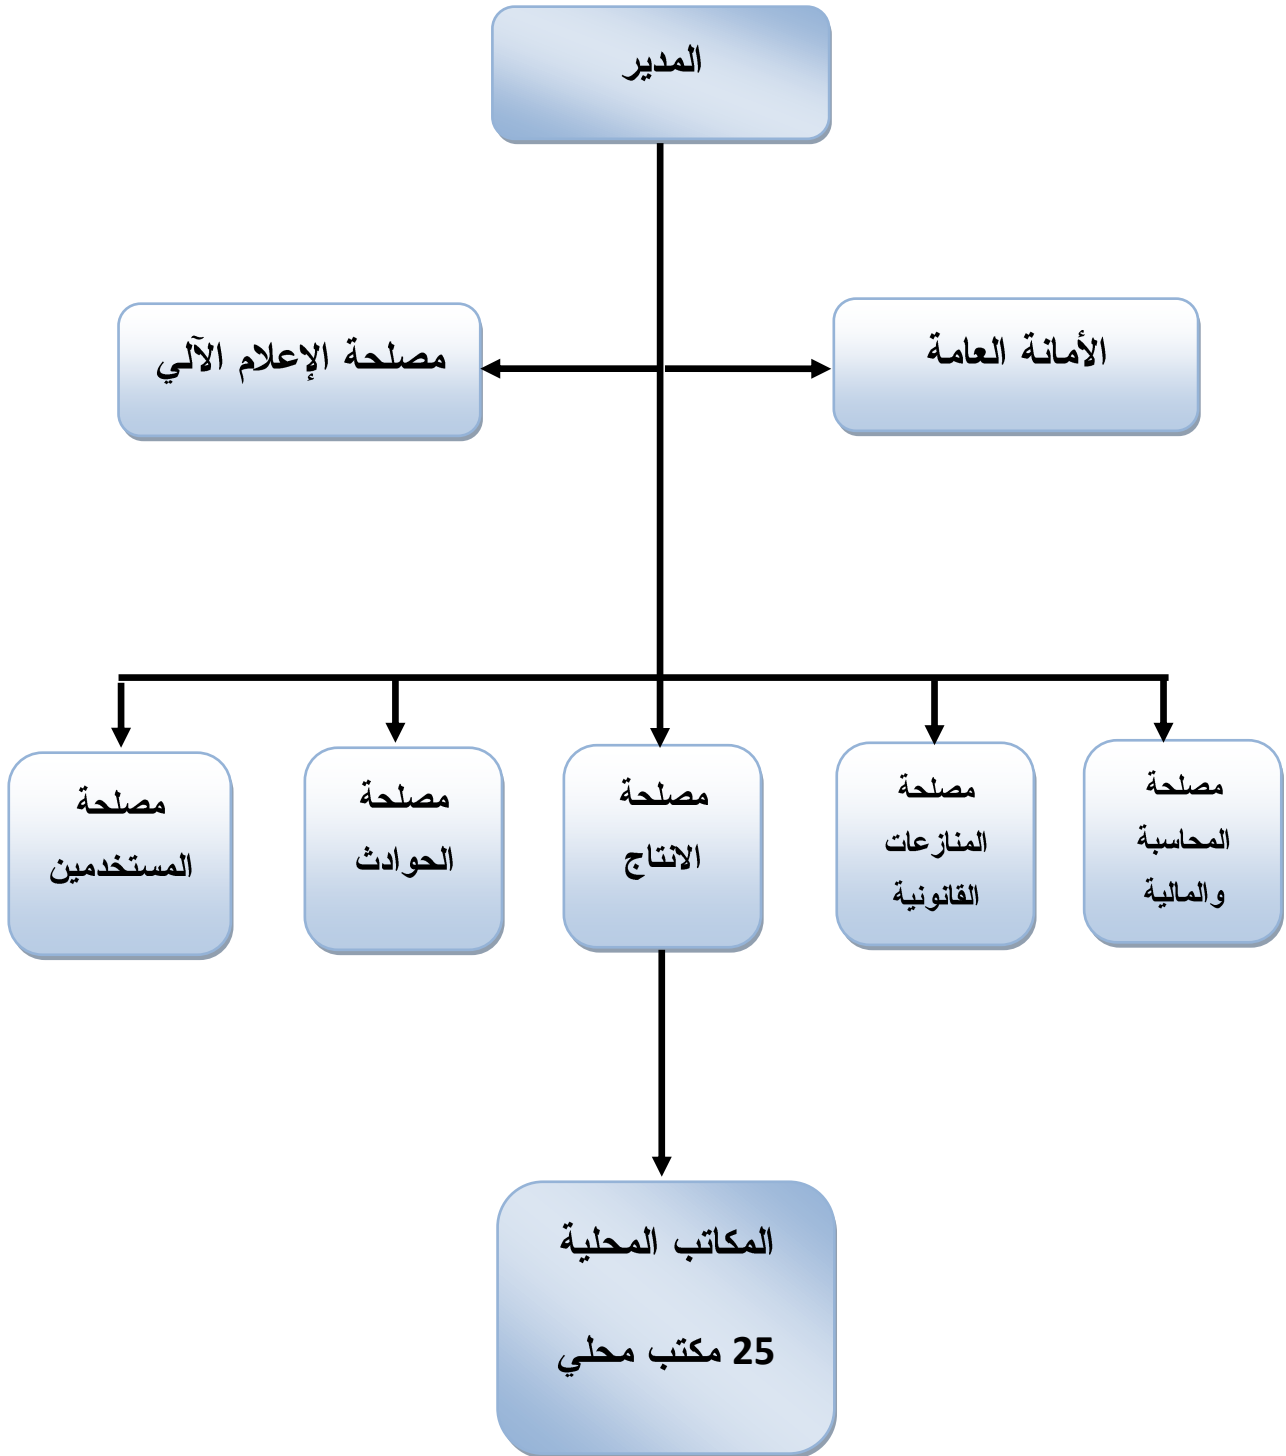 المدير
الأمانة العامة
مصلحة الإعلام الآلي
مصلحة
المحاسبة
والمالية
مصلحة
المنازعات
القانونية
مصلحة
الانتاج
مصلحة
الحوادث
مصلحة
المستخدمين
المكاتب المحلية
25 مكتب محلي